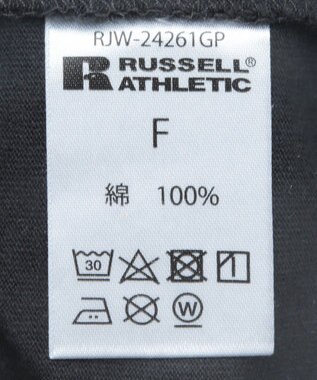 RJW-24261GP
RUSSELL®
ATHLETIC
F
綿 100%
30
W